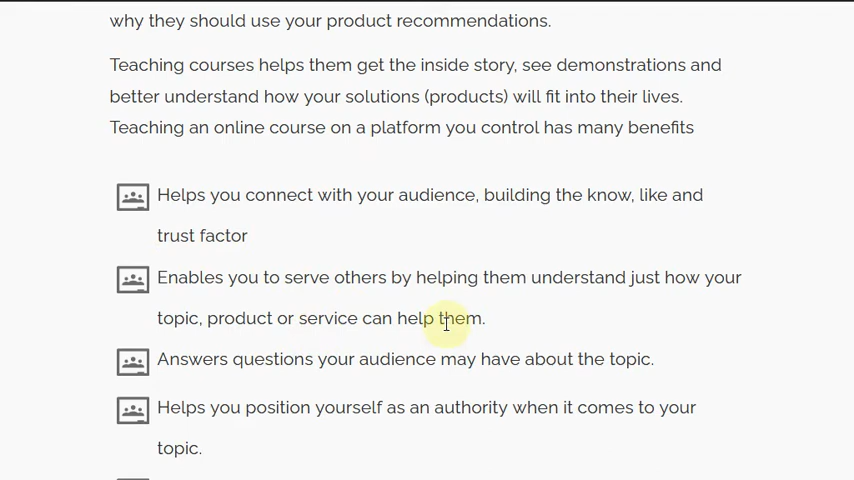 why they should use your product recommendations.
Teaching courses helps them get the inside story, see demonstrations and
better understand how your solutions (products) will fit into their lives.
Teaching an online course on a platform you control has many benefits
Helps you connect with your audience, building the know, like and
trust factor
Enables you to serve others by helping them understand just how your
topic, product or service can help them.
Answers questions your audience may have about the topic.
Helps you position yourself as an authority when it comes to your
topic.